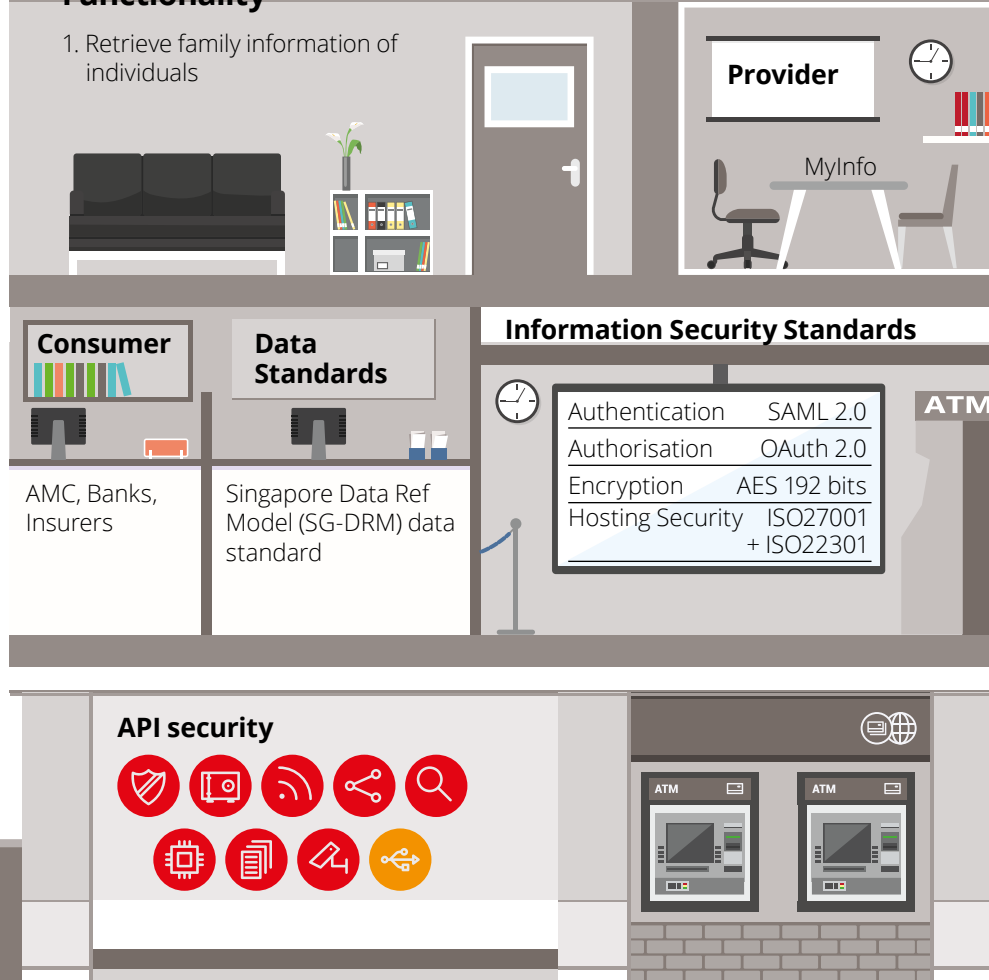 Functionality
1. Retrieve family information of
individuals
Provider
MyInfo
Consumer
Data
Standards
AMC, Banks,
Insurers
Singapore Data Ref
Model (SG-DRM) data
standard
Information Security Standards
Authentication SAML 2.0
Authorisation OAuth 2.0
Encryption AES 192 bits
Hosting Security ISO27001
+ ISO22301
ATM
API security
ATM
ATM